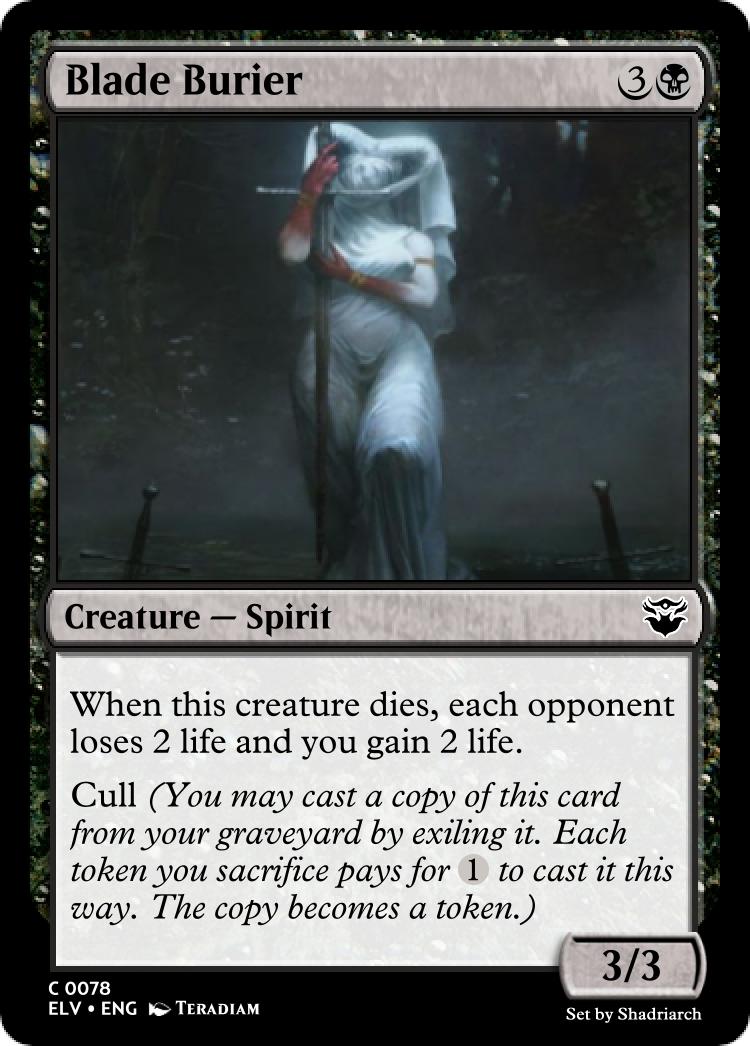 Blade Burier 3
Creature — Spirit
When this creature dies, each opponent
loses 2 life and you gain 2 life.
Cull (You may cast a copy of this card
from your graveyard by exiling it. Each
token you sacrifice pays for 1 to cast it this
way. The copy becomes a token.)
3/3
C 0078
ELV • ENG TERADIAM
Set by Shadriarch